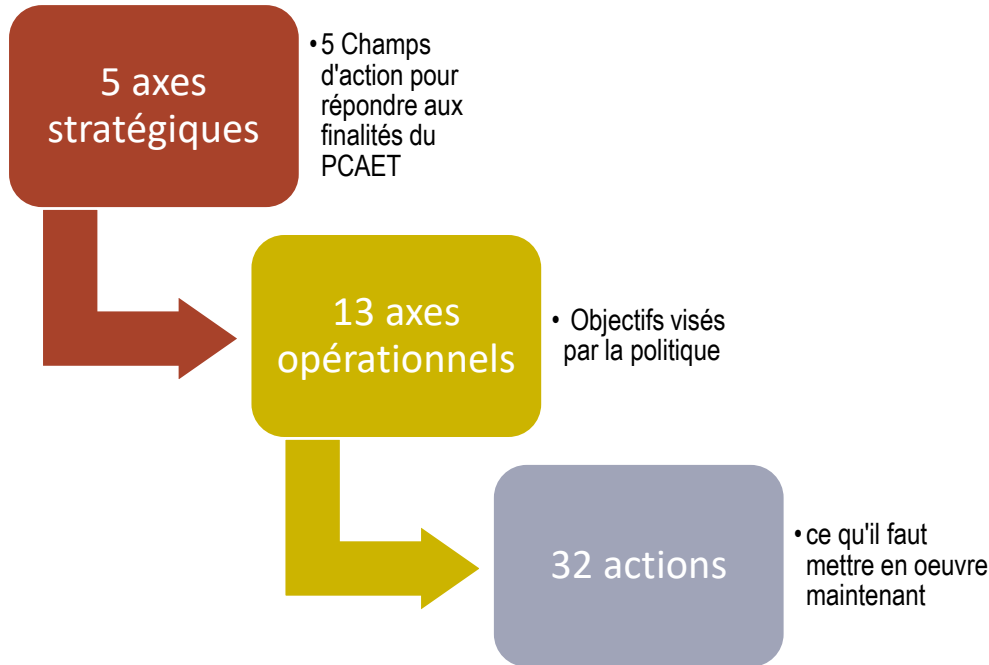 5 axes
stratégiques
•5 Champs
d'action pour
répondre aux
finalités du
PCAET
13 axes
opérationnels
• Objectifs visés
par la politique
32 actions
•ce qu'il faut
mettre en oeuvre
maintenant